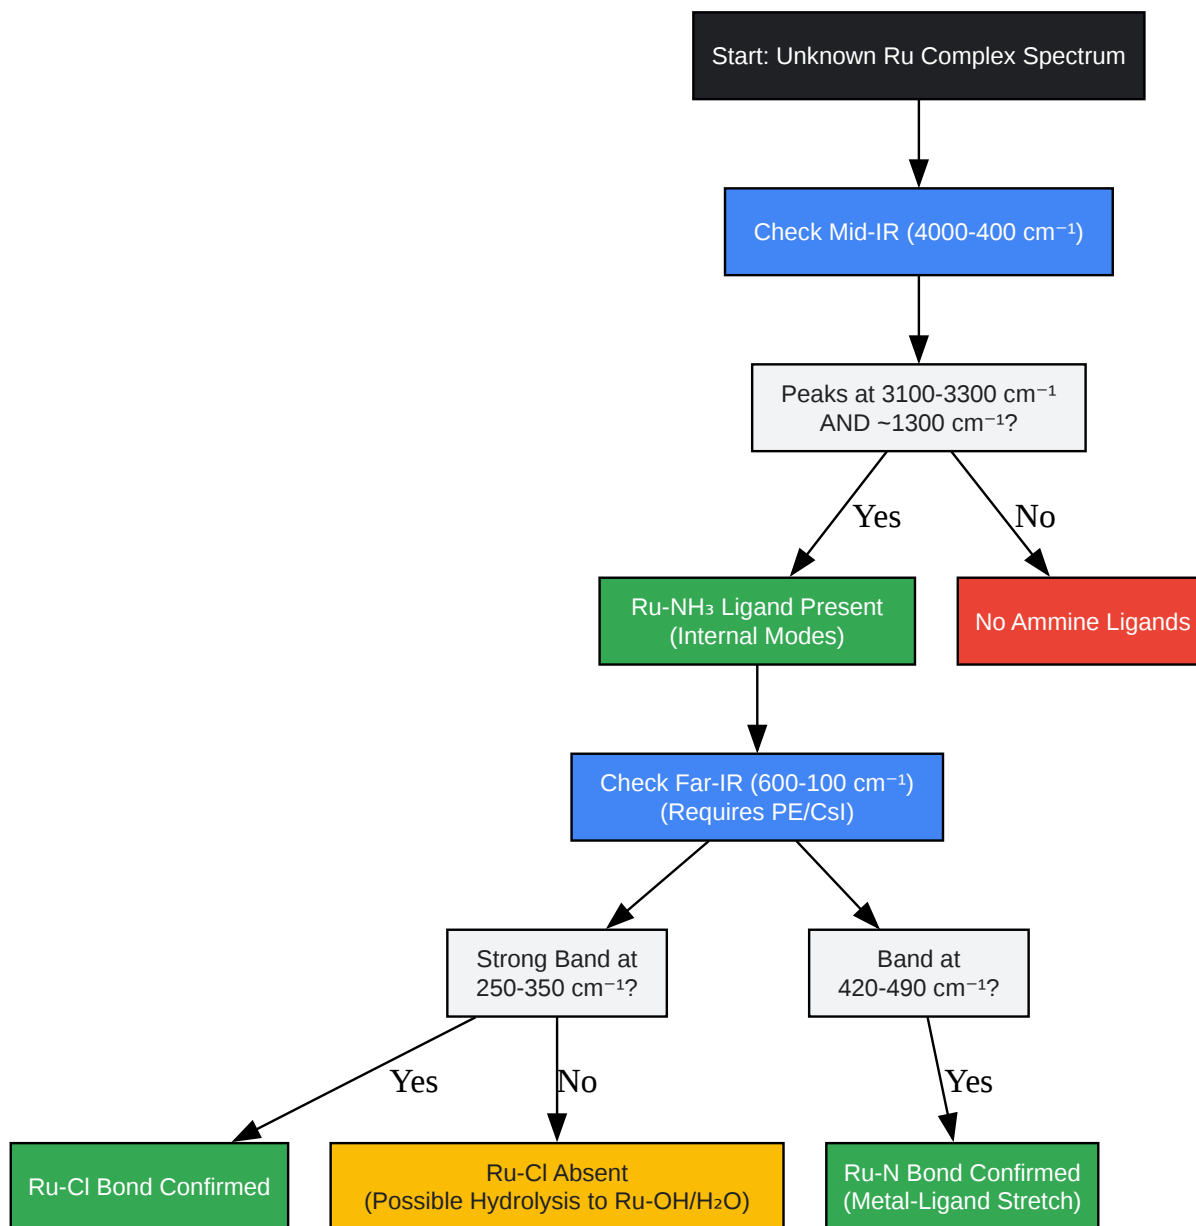 Start: Unknown Ru Complex Spectrum
Check Mid-IR (4000-400 cm⁻¹)
Peaks at 3100-3300 cm⁻¹
AND ~1300 cm⁻¹?
Yes
No
Ru-NH₃ Ligand Present
(Internal Modes)
No Ammine Ligands
Check Far-IR (600-100 cm⁻¹)
(Requires PE/CsI)
Strong Band at
250-350 cm⁻¹?
Band at
420-490 cm⁻¹?
Yes
No
Yes
Ru-Cl Bond Confirmed
Ru-Cl Absent
(Possible Hydrolysis to Ru-OH/H₂O)
Ru-N Bond Confirmed
(Metal-Ligand Stretch)